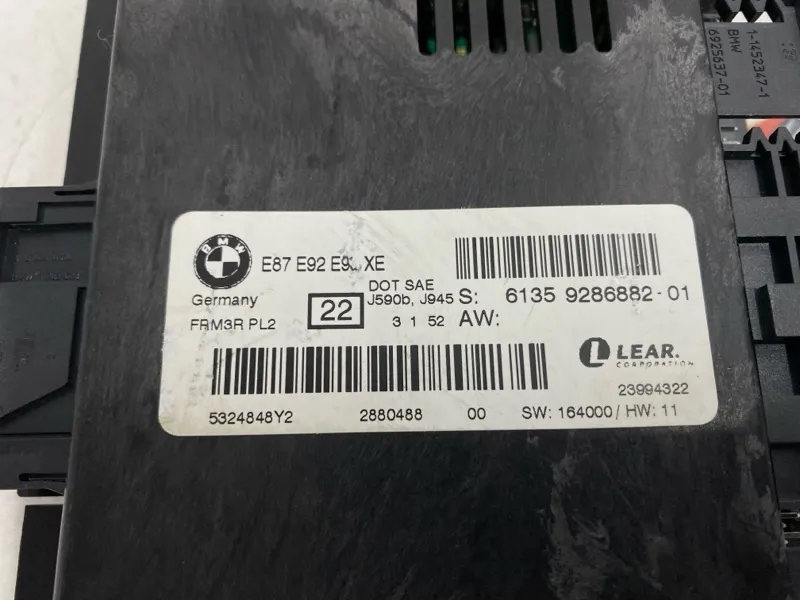 1-1452347-1
BMW
6925637-01
BMW
E87 E92 XE
Germany
22
DOT SAE
J590b, J945
S: 6135 9286882-01
FRM3R PL2
3 1 52
AW:
LEAR.
CORPORATION
23994322
5324848Y2
2880488
00
SW: 164000 / HW: 11